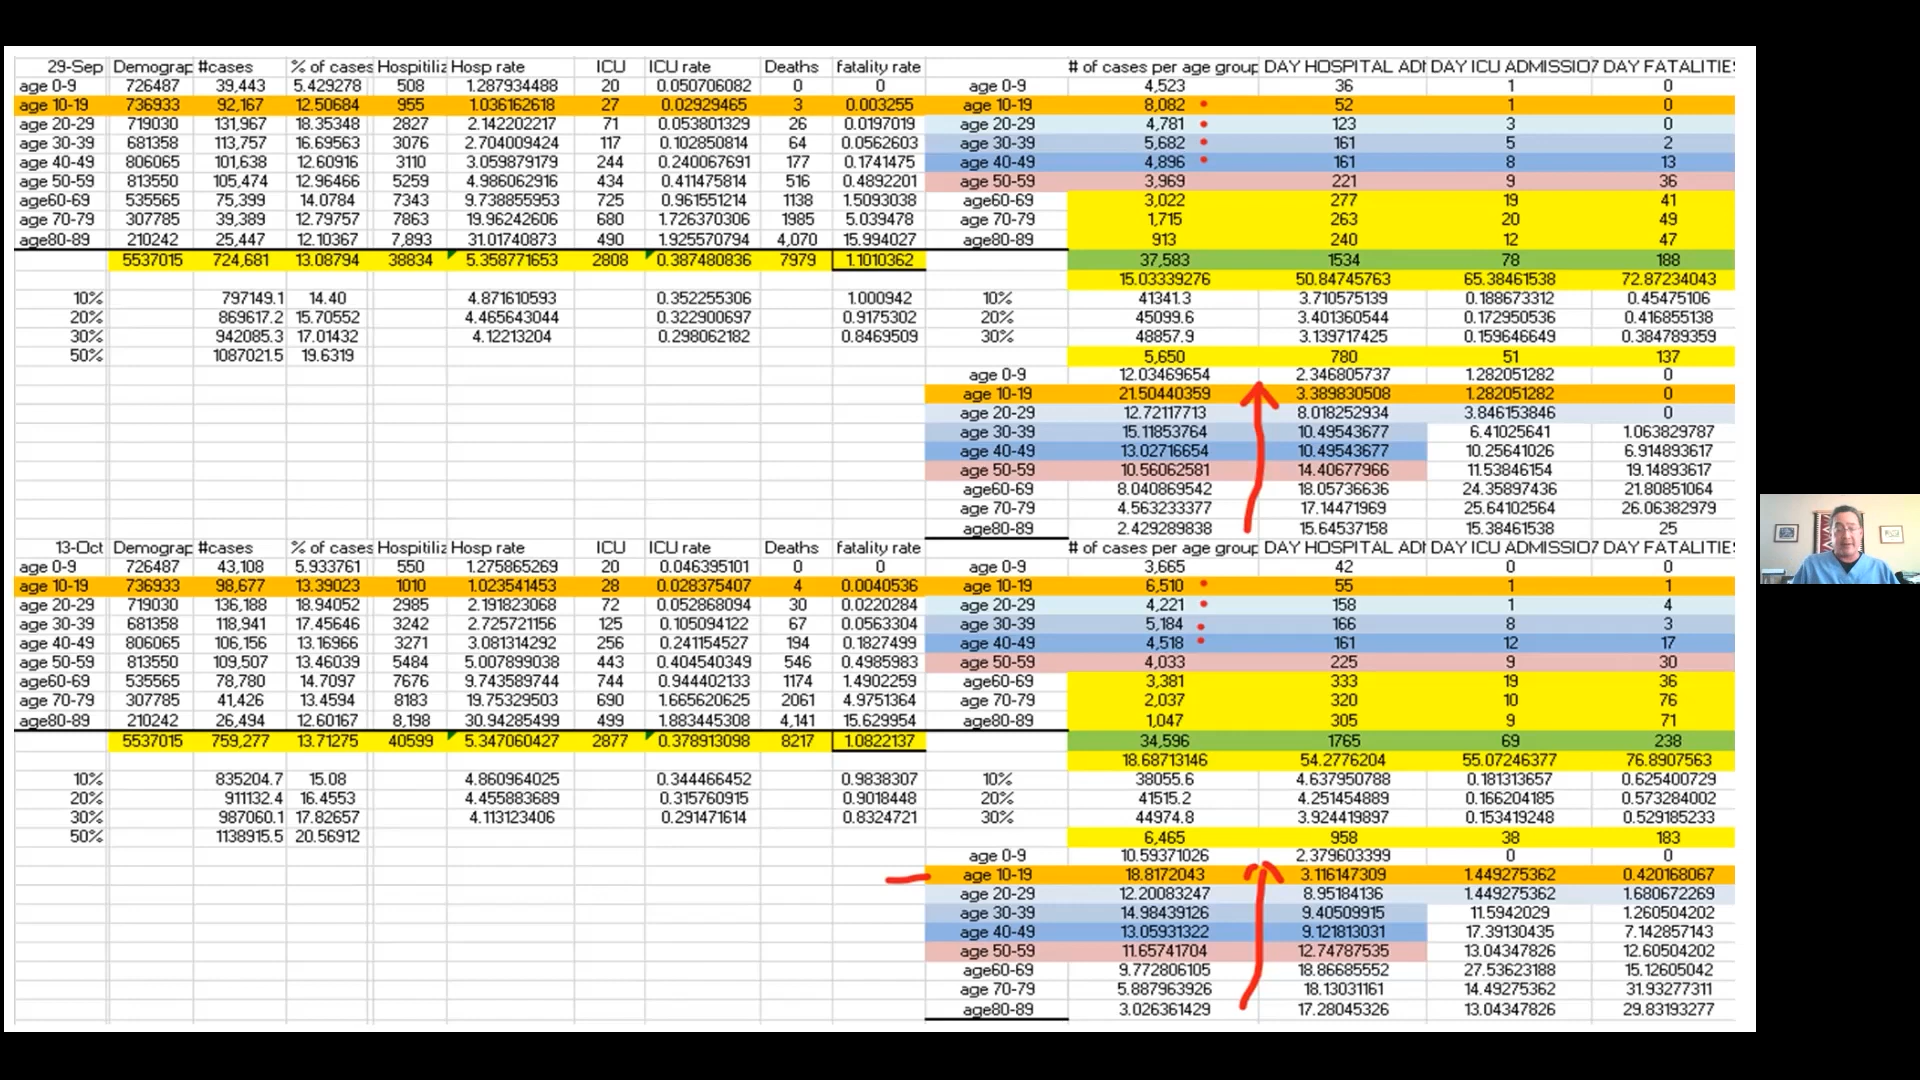 29-Sep Demograp #cases % of cases Hospitiliz Hosp rate ICU ICU rate Deaths fatality rate # of cases per age group DAY HOSPITAL ADM DAY ICU ADMISSIO 7 DAY FATALITIES
age 0-9 726487 39,443 5.429278 508 1.287934488 20 0.050706082 0 0 age 0-9 4,523 36 1 0
age 10-19 736933 92,167 12.50684 955 1.036162618 27 0.02929465 3 0.003255 age 10-19 8,082 52 1 0
age 20-29 719030 131,967 18.35348 2827 2.142202217 71 0.053801329 26 0.0197019 age 20-29 4,781 123 3 0
age 30-39 681358 113,757 16.69563 3076 2.704009424 117 0.102850814 64 0.0562603 age 30-39 5,682 161 5 2
age 40-49 806065 101,638 12.60916 3110 3.059879179 244 0.240067691 177 0.1741475 age 40-49 4,896 161 8 13
age 50-59 813550 105,474 12.96466 5259 4.986062916 434 0.411475814 516 0.4892201 age 50-59 3,969 221 9 36
age60-69 535565 75,399 14.0784 7343 9.738855953 725 0.961551214 1138 1.5093038 age60-69 3,022 277 19 41
age 70-79 307785 39,389 12.79757 7863 19.96242606 680 1.726370306 1985 5.039478 age 70-79 1,715 263 20 49
age80-89 210242 25,447 12.10367 7,893 31.01740873 490 1.925570794 4,070 15.994027 age80-89 913 240 12 47
5537015 724,681 13.08794 38834 5.358771653 2808 0.387480836 7979 1.1010362 37,583 1534 78 188
15.03339276 50.84745763 65.38461538 72.87234043
10% 797149.1 14.40 4.871610593 0.352255306 1.000942 10% 41341.3 3.710575139 0.188673312 0.45475106
20% 869617.2 15.70552 4.465643044 0.322900697 0.9175302 20% 45099.6 3.401360544 0.172950536 0.416855138
30% 942085.3 17.01432 4.12213204 0.298062182 0.8469509 30% 48857.9 3.139717425 0.159646649 0.384789359
50% 1087021.5 19.6319 5,650 780 51 137
age 0-9 12.03469654 2.346805737 1.282051282 0
age 10-19 21.50440359 3.389830508 1.282051282 0
age 20-29 12.72117713 8.018252934 3.846153846 0
age 30-39 15.11853764 10.49543677 6.41025641 1.063829787
age 40-49 13.02716654 10.49543677 10.25641026 6.914893617
age 50-59 10.56062581 14.40677966 11.53846154 19.14893617
age60-69 8.040869542 18.05736636 24.35897436 21.80851064
age 70-79 4.563233377 17.14471969 25.64102564 26.06382979
age80-89 2.429289838 15.64537158 15.38461538 25
13-Oct Demograp #cases % of cases Hospitiliz Hosp rate ICU ICU rate Deaths fatality rate # of cases per age group DAY HOSPITAL ADM DAY ICU ADMISSIO 7 DAY FATALITIES
age 0-9 726487 43,108 5.933761 550 1.275865269 20 0.046395101 0 0 age 0-9 3,665 42 0 0
age 10-19 736933 98,677 13.39023 1010 1.023541453 28 0.028375407 4 0.0040536 age 10-19 6,510 55 1 1
age 20-29 719030 136,188 18.94052 2985 2.191823068 72 0.052868094 30 0.0220284 age 20-29 4,221 158 1 4
age 30-39 681358 118,941 17.45646 3242 2.725721156 125 0.105094122 67 0.0563304 age 30-39 5,184 166 8 3
age 40-49 806065 106,156 13.16966 3271 3.081314292 256 0.241154527 194 0.1827499 age 40-49 4,518 161 12 17
age 50-59 813550 109,507 13.46039 5484 5.007899038 443 0.404540349 546 0.4985983 age 50-59 4,033 225 9 30
age60-69 535565 78,780 14.7097 7676 9.743589744 744 0.944402133 1174 1.4902259 age60-69 3,381 333 19 36
age 70-79 307785 41,426 13.4594 8183 19.75329503 690 1.665620625 2061 4.9751364 age 70-79 2,037 320 10 76
age80-89 210242 26,494 12.60167 8,198 30.94285499 499 1.883445308 4,141 15.629954 age80-89 1,047 305 9 71
5537015 759,277 13.71275 40599 5.347060427 2877 0.378913098 8217 1.0822137 34,596 1765 69 238
18.68713146 54.2776204 55.07246377 76.8907563
10% 835204.7 15.08 4.860964025 0.344466452 0.9838307 10% 38055.6 4.637950788 0.181313657 0.625400729
20% 911132.4 16.4553 4.455883689 0.315760915 0.9018448 20% 41515.2 4.251454889 0.166204185 0.573284002
30% 987060.1 17.82657 4.113123406 0.291471614 0.8324721 30% 44974.8 3.924419897 0.153419248 0.529185233
50% 1138915.5 20.56912 6,465 958 38 183
age 0-9 10.59371026 2.379603399 0 0
age 10-19 18.8172043 3.116147309 1.449275362 0.420168067
age 20-29 12.20083247 8.95184136 1.449275362 1.680672269
age 30-39 14.98439126 9.40509915 11.5942029 1.260504202
age 40-49 13.05931322 9.121813031 17.39130435 7.142857143
age 50-59 11.65741704 12.74787535 13.04347826 12.60504202
age60-69 9.772806105 18.86685552 27.53623188 15.12605042
age 70-79 5.887963926 18.13031161 14.49275362 31.93277311
age80-89 3.026361429 17.28045326 13.04347826 29.83193277